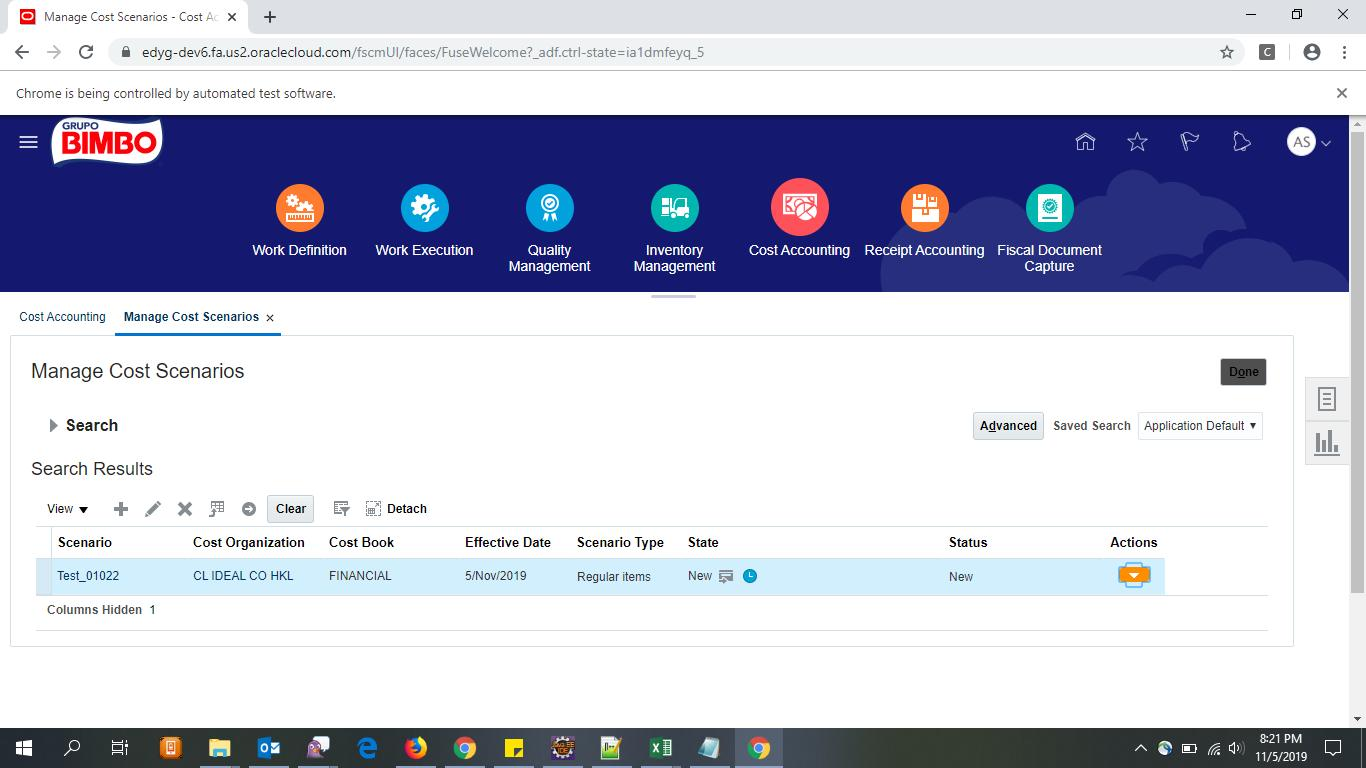 Manage Cost Scenarios - Cost Ac
edyg-dev6.fa.us2.oraclecloud.com/fscmUI/faces/FuseWelcome?_adf.ctrl-state=ia1dmfeyq_5
C
Chrome is being controlled by automated test software.
GRUPO
BIMBO
AS
Work Definition
Work Execution
Quality
Management
Inventory
Management
Cost Accounting
Receipt Accounting
Fiscal Document
Capture
Cost Accounting
Manage Cost Scenarios
Manage Cost Scenarios
Done
Search
Advanced
Saved Search
Application Default
Search Results
View
Clear
Detach
Scenario Cost Organization Cost Book Effective Date Scenario Type State Status Actions
Test_01022 CL IDEAL CO HKL FINANCIAL 5/Nov/2019 Regular items New New
Columns Hidden 1
8:21 PM
11/5/2019